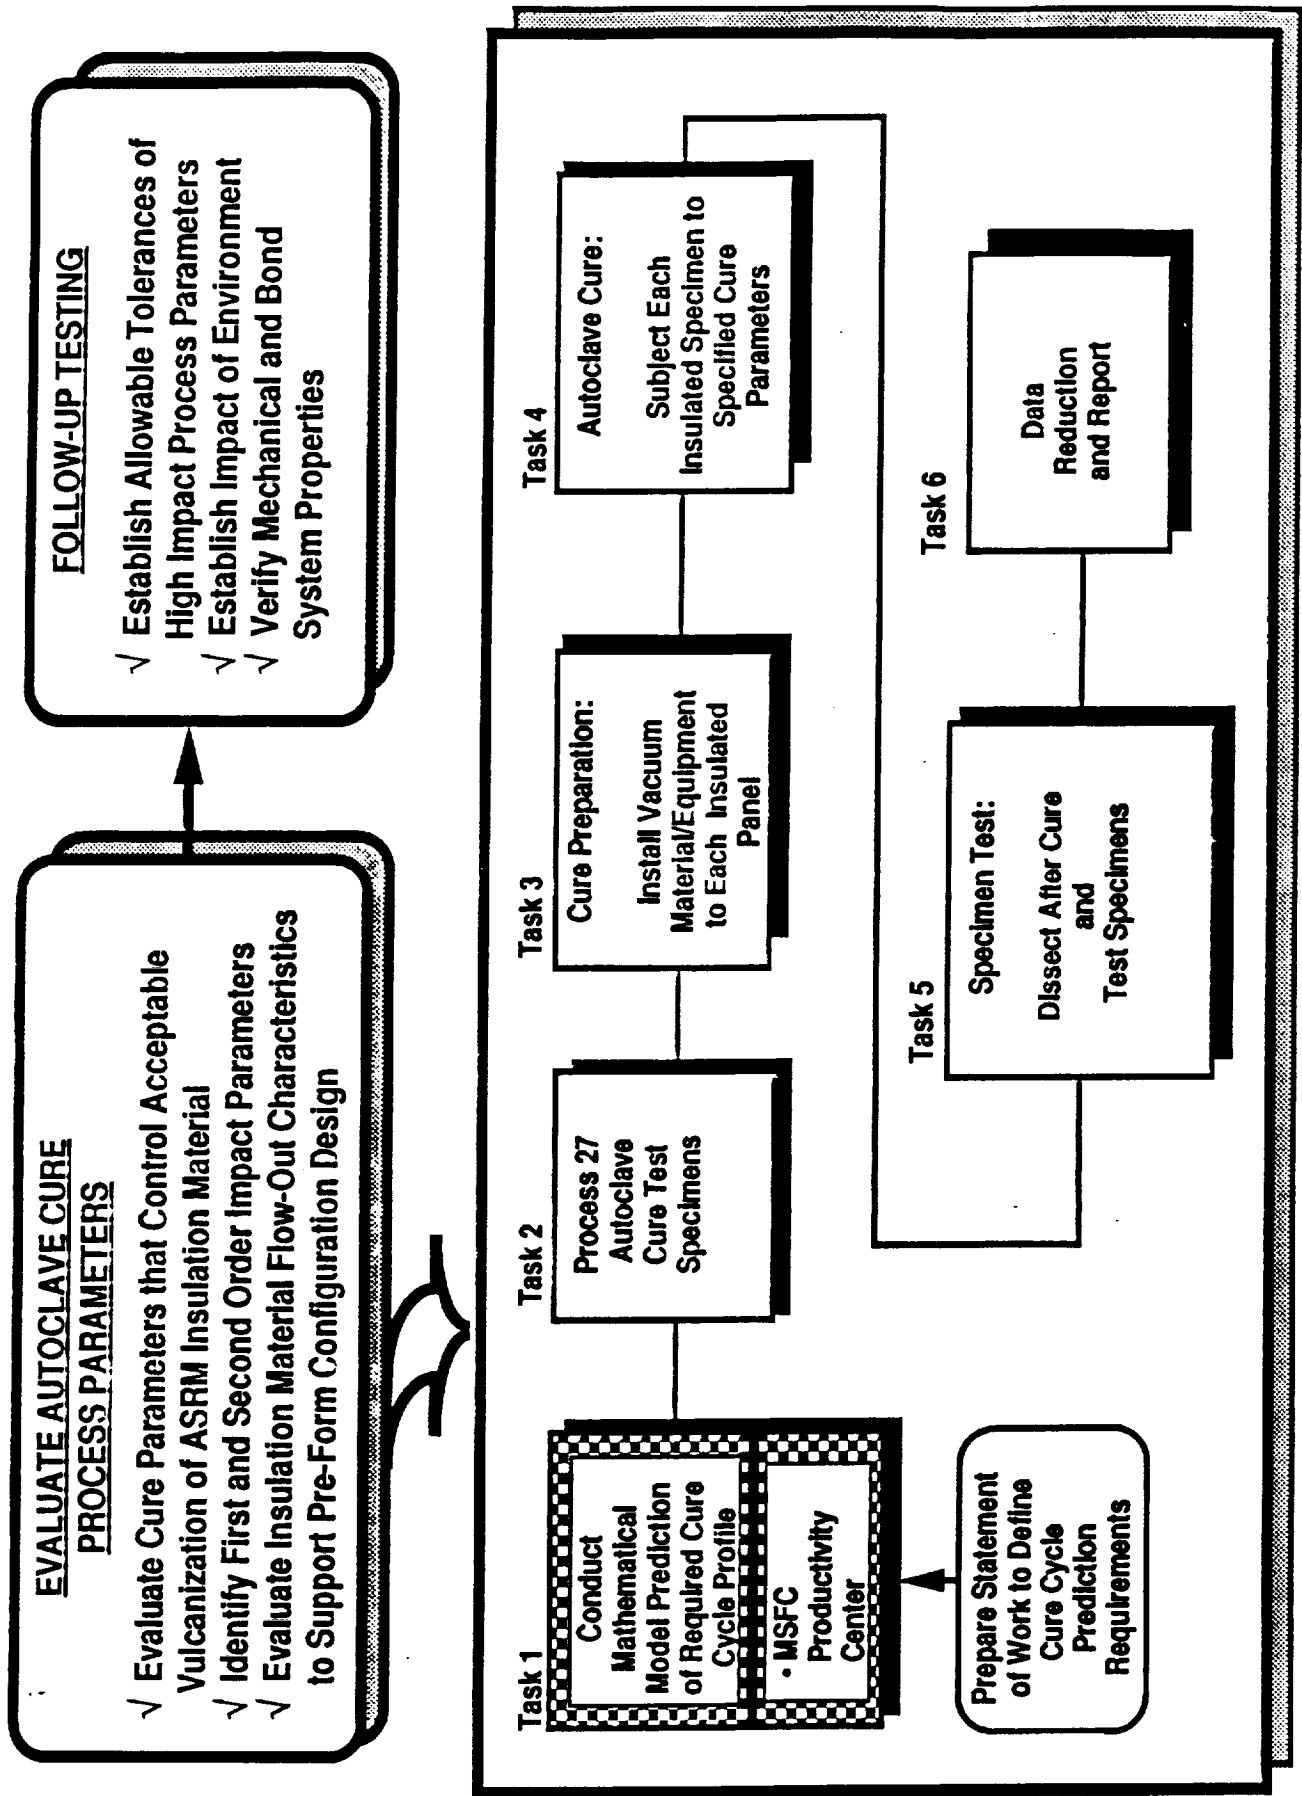 EVALUATE AUTOCLAVE CURE
PROCESS PARAMETERS
√ Evaluate Cure Parameters that Control Acceptable
Vulcanization of ASRM Insulation Material
√ Identify First and Second Order Impact Parameters
√ Evaluate Insulation Material Flow-Out Characteristics
to Support Pre-Form Configuration Design
FOLLOW-UP TESTING
√ Establish Allowable Tolerances of
High Impact Process Parameters
√ Establish Impact of Environment
√ Verify Mechanical and Bond
System Properties
Task 1
Conduct
Mathematical
Model Prediction
of Required Cure
Cycle Profile
• MSFC
Productivity
Center
Prepare Statement
of Work to Define
Cure Cycle
Prediction
Requirements
Task 2
Process 27
Autoclave
Cure Test
Specimens
Task 3
Cure Preparation:
Install Vacuum
Material/Equipment
to Each Insulated
Panel
Task 4
Autoclave Cure:
Subject Each
Insulated Specimen to
Specified Cure
Parameters
Task 5
Specimen Test:
Dissect After Cure
and
Test Specimens
Task 6
Data
Reduction
and Report